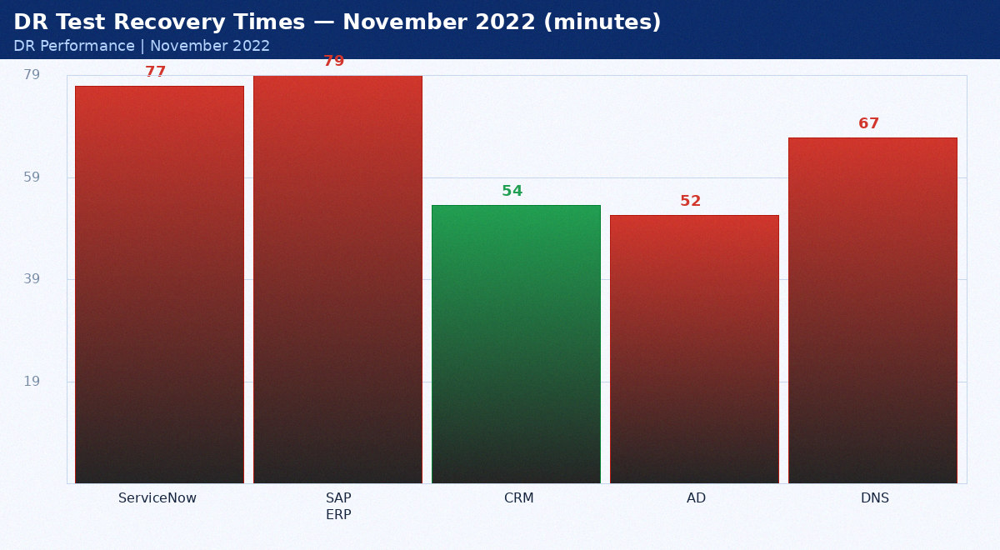 DR Test Recovery Times — November 2022 (minutes)
DR Performance | November 2022
79
59
39
19
77
79
54
52
67
ServiceNow
SAP
ERP
CRM
AD
DNS